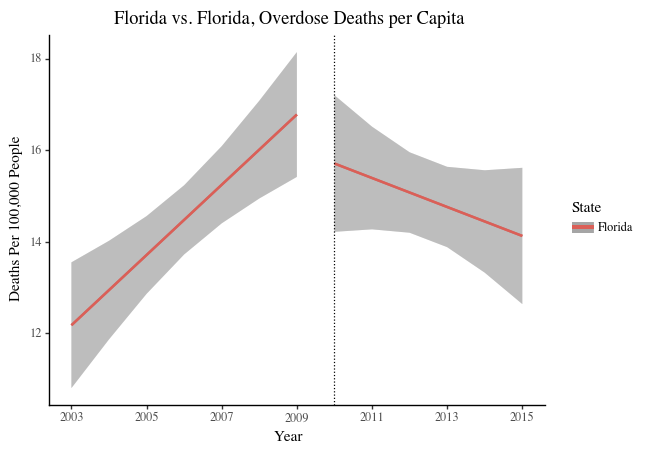 Florida vs. Florida, Overdose Deaths per Capita
Deaths Per 100,000 People
18
16
14
12
2003
2005
2007
2009
2011
2013
2015
Year
State
Florida